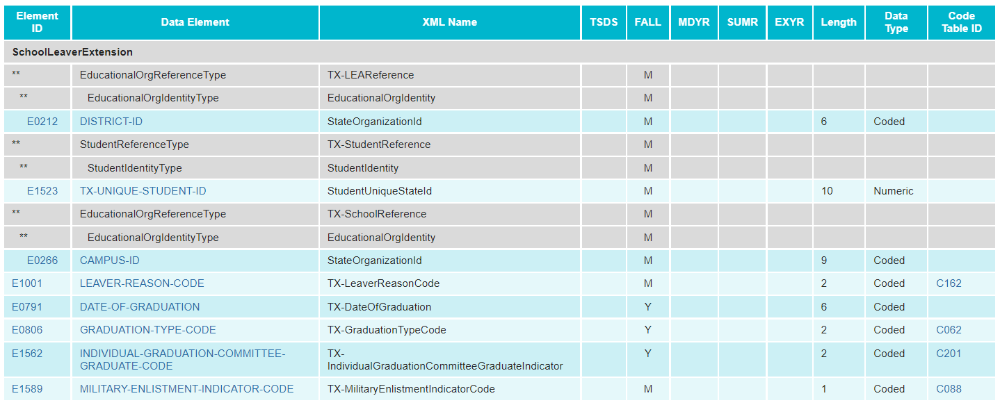 Element ID Data Element XML Name TSDS FALL MDYR SUMR EXYR Length Data Type Code Table ID
SchoolLeaverExtension
** EducationalOrgReferenceType TX-LEAReference M
** EducationalOrgIdentityType EducationalOrgIdentity M
E0212 DISTRICT-ID StateOrganizationId M 6 Coded
** StudentReferenceType TX-StudentReference M
** StudentIdentityType StudentIdentity M
E1523 TX-UNIQUE-STUDENT-ID StudentUniqueStateId M 10 Numeric
** EducationalOrgReferenceType TX-SchoolReference M
** EducationalOrgIdentityType EducationalOrgIdentity M
E0266 CAMPUS-ID StateOrganizationId M 9 Coded
E1001 LEAVER-REASON-CODE TX-LeaverReasonCode M 2 Coded C162
E0791 DATE-OF-GRADUATION TX-DateOfGraduation Y 6 Coded
E0806 GRADUATION-TYPE-CODE TX-GraduationTypeCode Y 2 Coded C062
E1562 INDIVIDUAL-GRADUATION-COMMITTEE- TX- Y 2 Coded C201
GRADUATE-CODE IndividualGraduationCommitteeGraduateIndicator
E1589 MILITARY-ENLISTMENT-INDICATOR-CODE TX-MilitaryEnlistmentIndicatorCode M 1 Coded C088